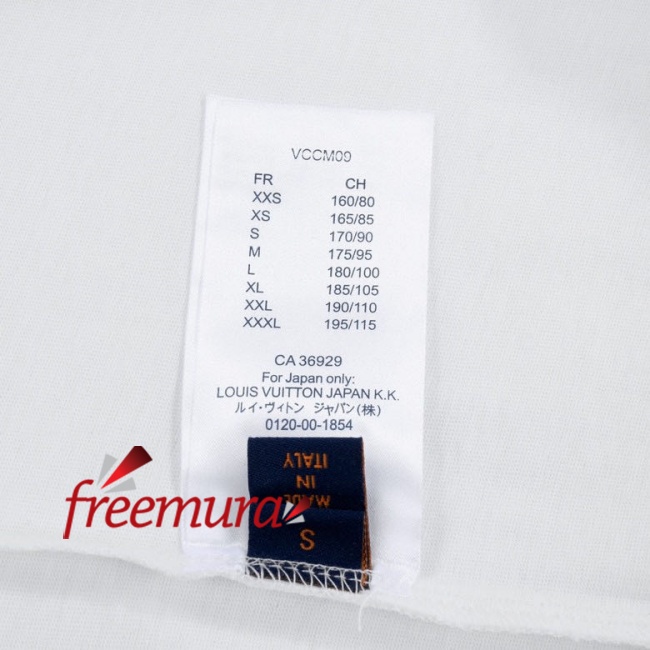 VCCM09
FR CH
XXS 160/80
XS 165/85
S 170/90
M 175/95
L 180/100
XL 185/105
XXL 190/110
XXXL 195/115
CA 36929
For Japan only:
LOUIS VUITTON JAPAN K.K.
ルイ・ヴィトン ジャパン(株)
0120-00-1854
MADE
IN
ITALY
S
freemura